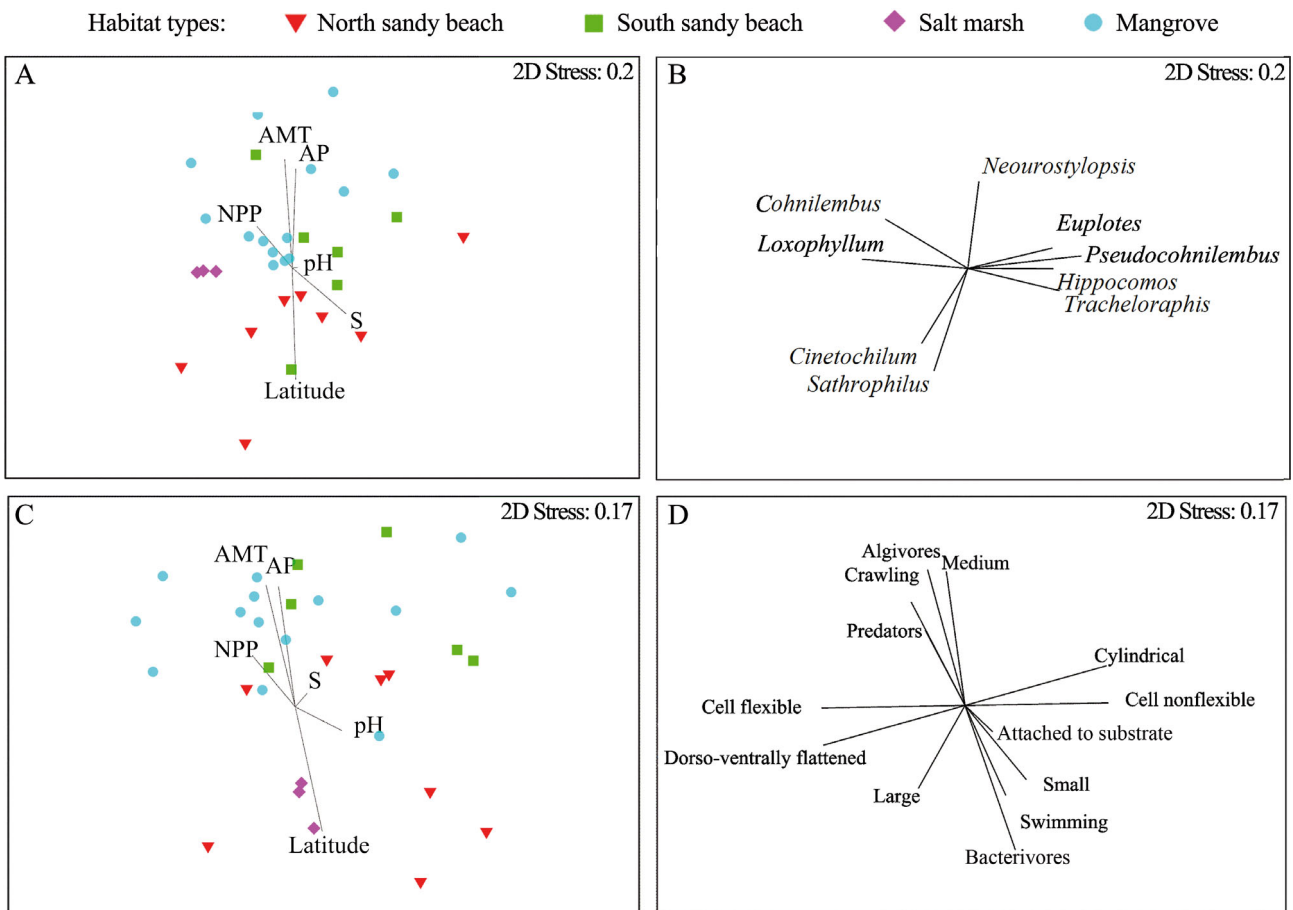 Habitat types: North sandy beach South sandy beach Salt marsh Mangrove
A 2D Stress: 0.2
AMT
AP
NPP
pH
S
Latitude
B 2D Stress: 0.2
Neourostylopsis
Cohnilembus
Euplotes
Loxophyllum
Pseudocohnilembus
Hippocomos
Tracheloraphis
Cinetochilum
Sathrophilus
C 2D Stress: 0.17
AMT
AP
NPP
S
pH
Latitude
D 2D Stress: 0.17
Algivores
Medium
Crawling
Predators
Cylindrical
Cell flexible
Cell nonflexible
Attached to substrate
Dorso-ventrally flattened
Small
Large
Swimming
Bacterivores